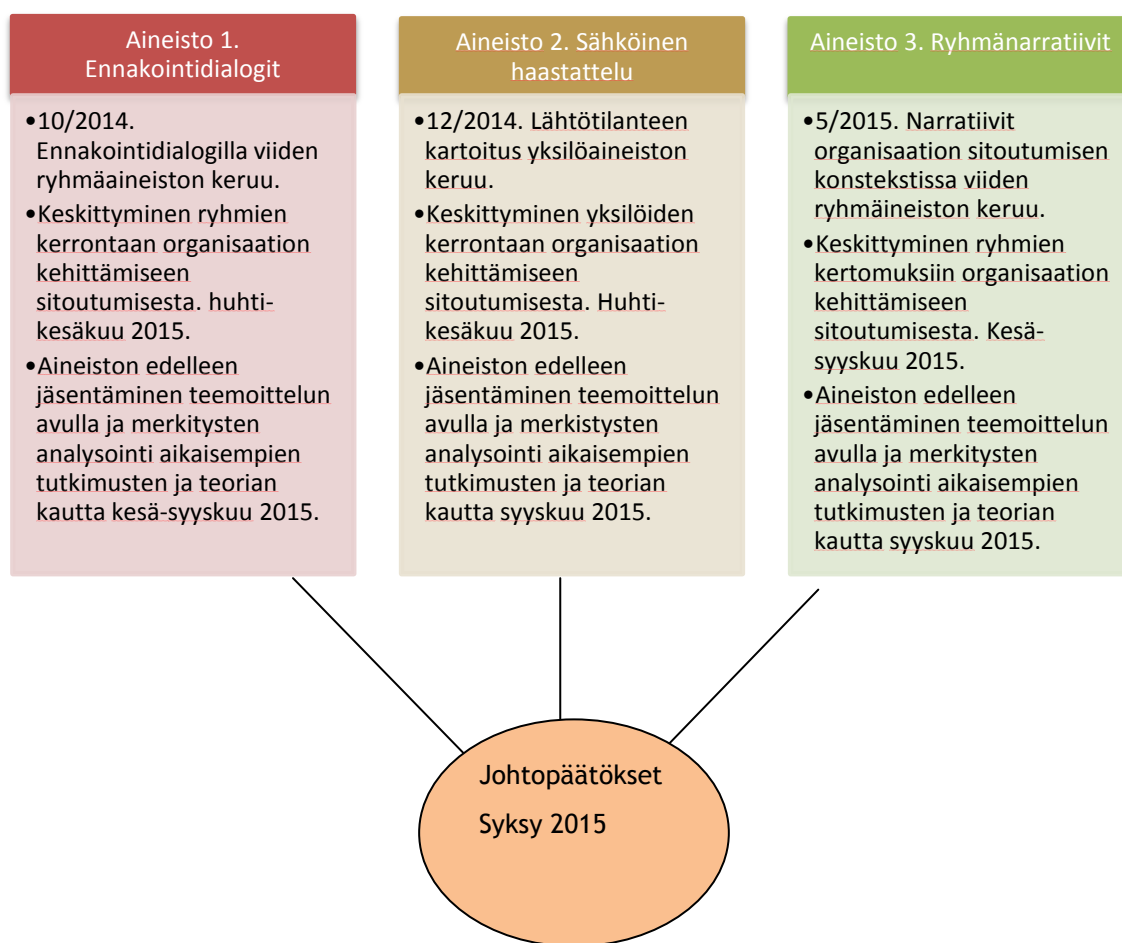 Aineisto 1.
Ennakointidialogit
•10/2014.
Ennakointidialogilla viiden
ryhmäaineiston keruu.
•Keskittyminen ryhmien
kerrontaan organisaation
kehittämiseen
sitoutumisesta. huhti-
kesäkuu 2015.
•Aineiston edelleen
jäsentäminen teemoittelun
avulla ja merkitysten
analysointi aikaisempien
tutkimusten ja teorian
kautta kesä-syyskuu 2015.
Aineisto 2. Sähköinen
haastattelu
•12/2014. Lähtötilanteen
kartoitus yksilöaineiston
keruu.
•Keskittyminen yksilöiden
kerrontaan organisaation
kehittämiseen
sitoutumisesta. Huhti-
kesäkuu 2015.
•Aineiston edelleen
jäsentäminen teemoittelun
avulla ja merkistysten
analysointi aikaisempien
tutkimusten ja teorian
kautta syyskuu 2015.
Aineisto 3. Ryhmänarratiivit
•5/2015. Narratiivit
organisaation sitoutumisen
konstekstissa viiden
ryhmäineiston keruu.
•Keskittyminen ryhmien
kertomuksiin organisaation
kehittämiseen
sitoutumisesta. Kesä-
syyskuu 2015.
•Aineiston edelleen
jäsentäminen teemoittelun
avulla ja merkitysten
analysointi aikaisempien
tutkimusten ja teorian
kautta syyskuu 2015.
Johtopäätökset
Syksy 2015